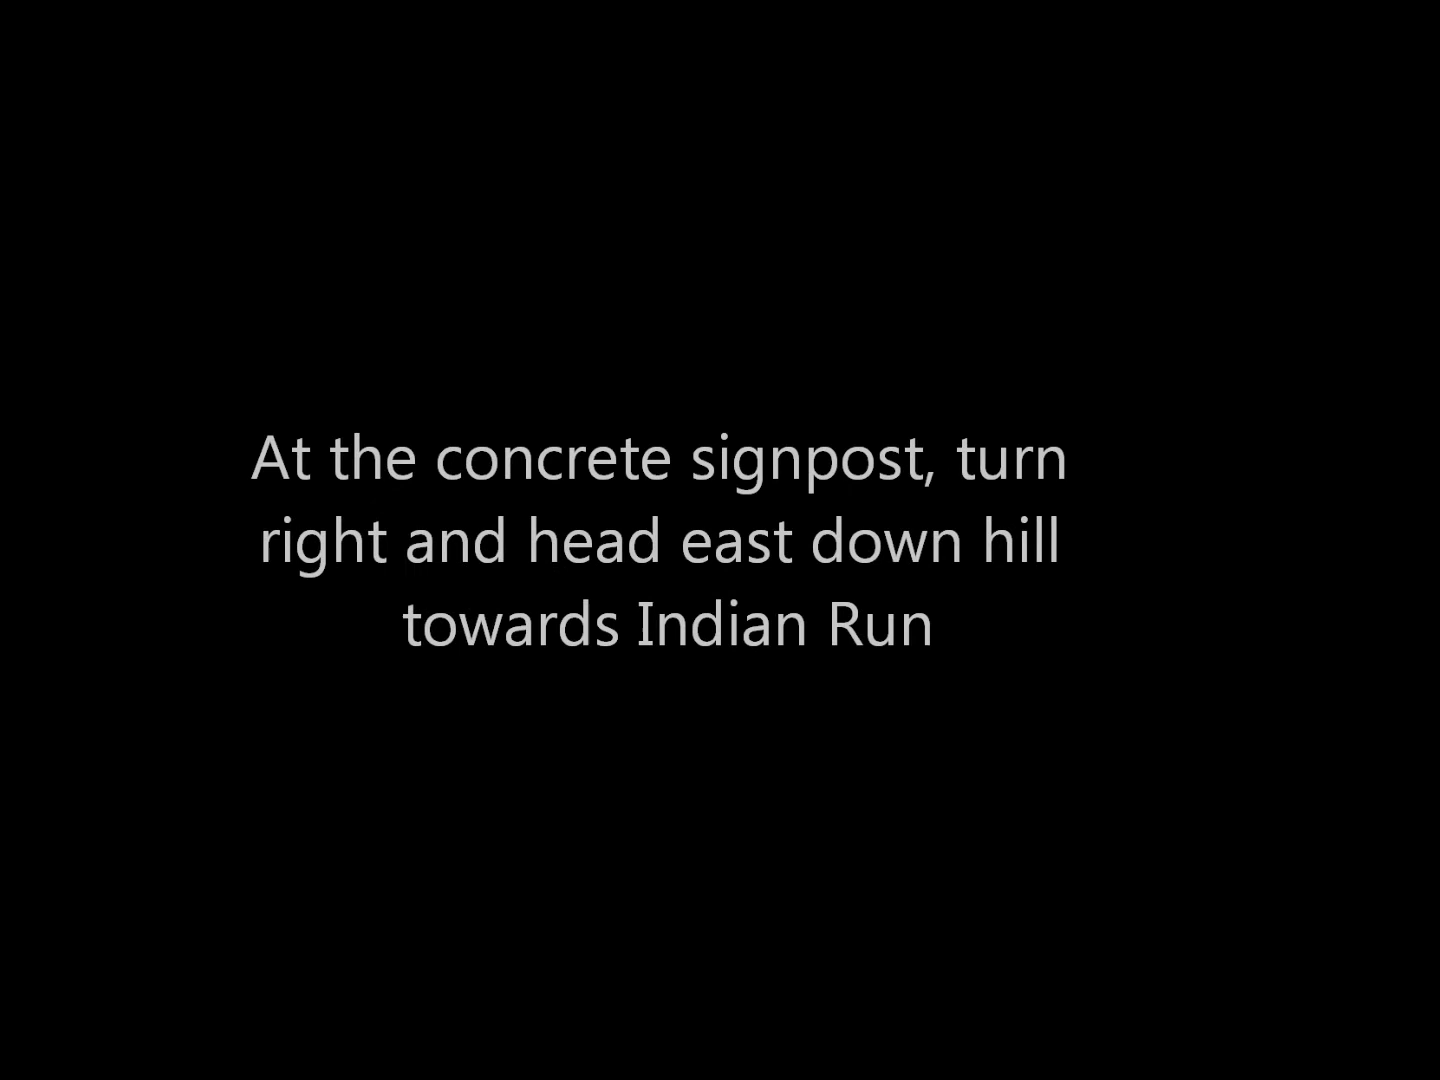 At the concrete signpost, turn
right and head east down hill
towards Indian Run